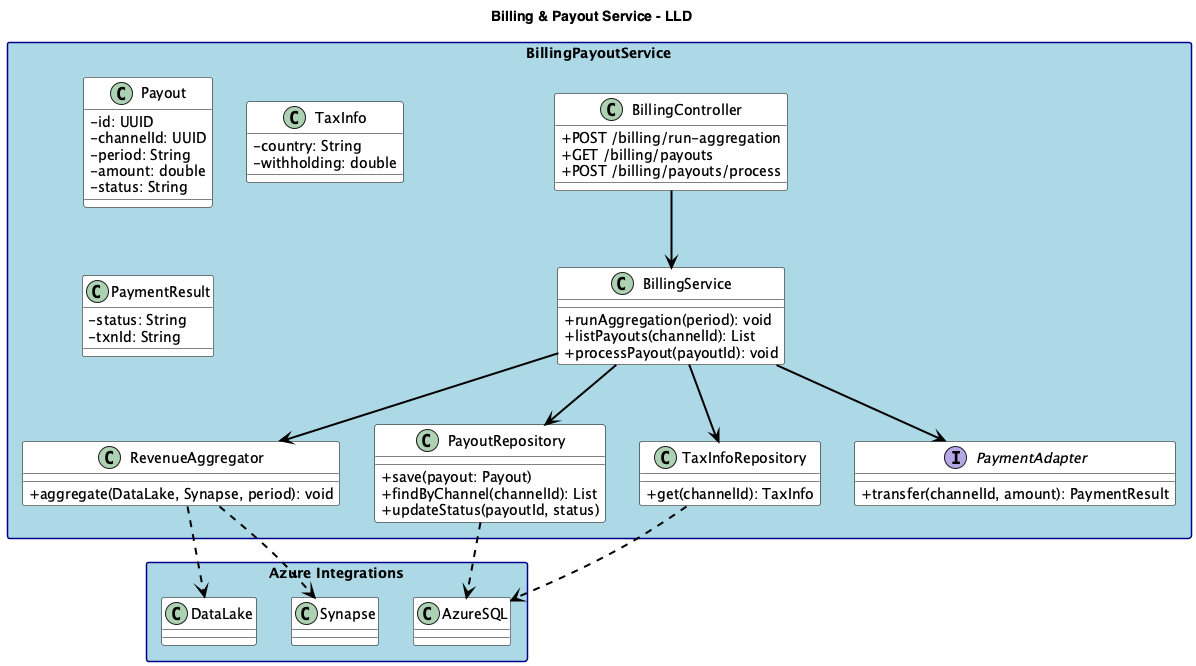 Billing & Payout Service - LLD
BillingPayoutService
C Payout
-id: UUID
-channelId: UUID
-period: String
-amount: double
-status: String
C TaxInfo
-country: String
-withholding: double
C BillingController
+POST /billing/run-aggregation
+GET /billing/payouts
+POST /billing/payouts/process
C PaymentResult
-status: String
-txnId: String
C BillingService
+runAggregation(period): void
+listPayouts(channelId): List
+processPayout(payoutId): void
C RevenueAggregator
+aggregate(DataLake, Synapse, period): void
C PayoutRepository
+save(payout: Payout)
+findByChannel(channelId): List
+updateStatus(payoutId, status)
C TaxInfoRepository
+get(channelId): TaxInfo
I PaymentAdapter
+transfer(channelId, amount): PaymentResult
Azure Integrations
C DataLake
C Synapse
C AzureSQL